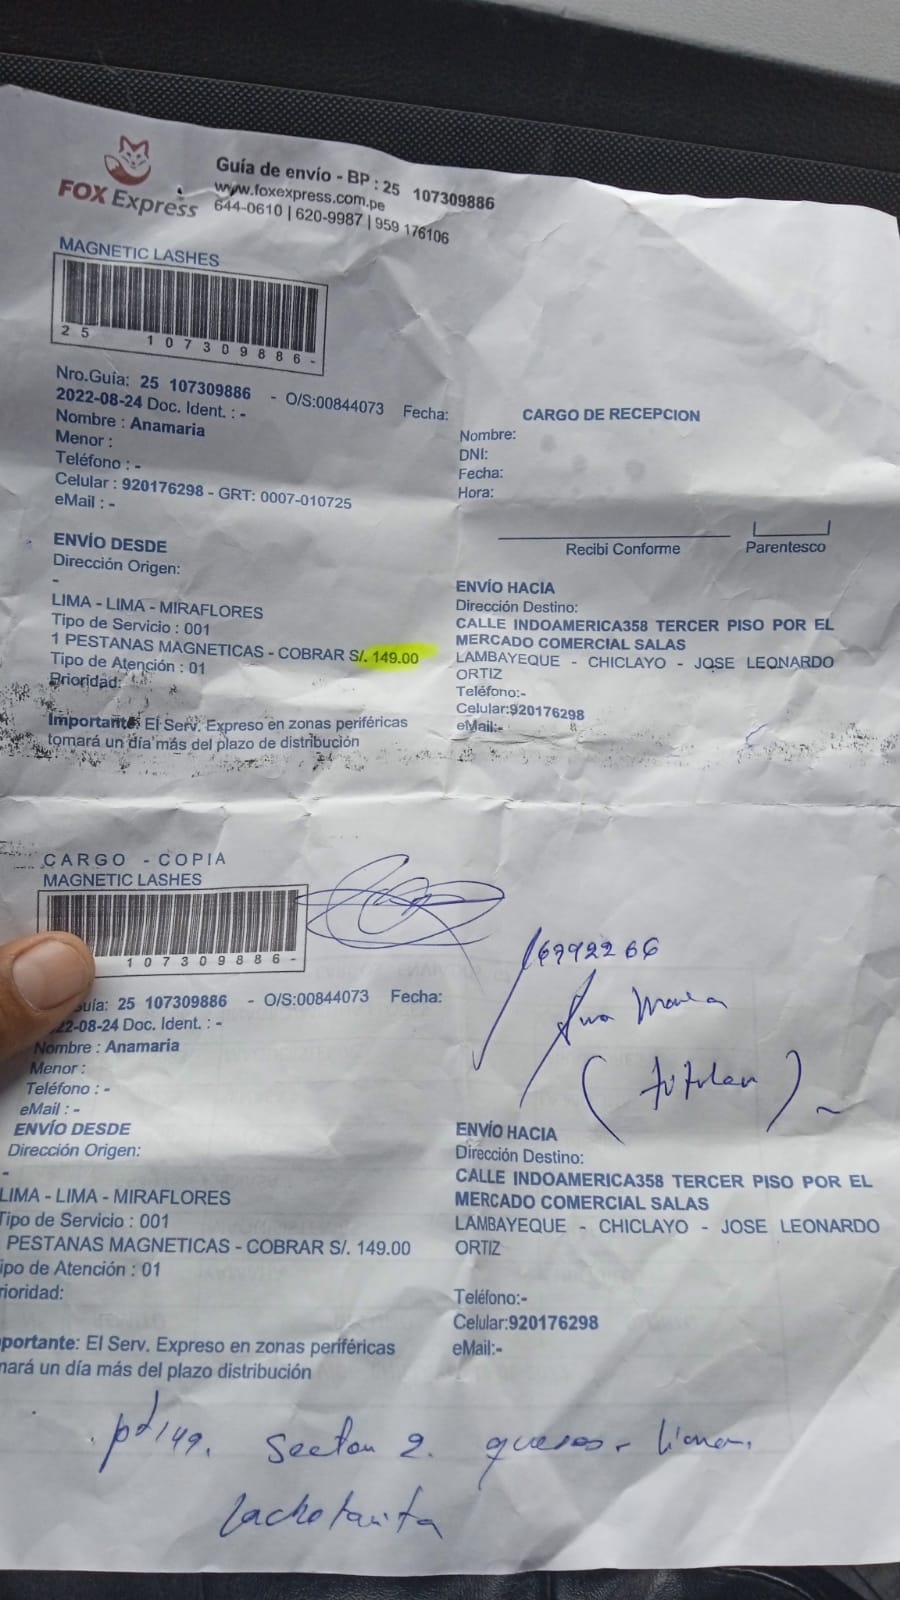 FOX Express
Guía de envío - BP : 25 107309886
www.foxexpress.com.pe
644-0610 | 620-9987 | 959 176106
MAGNETIC LASHES
25 107309886-
Nro.Guía: 25 107309886 - O/S:00844073 Fecha:
2022-08-24 Doc. Ident. : -
Nombre : Anamaria
Menor :
Teléfono : -
Celular : 920176298 - GRT: 0007-010725
eMail : -
CARGO DE RECEPCION
Nombre:
DNI:
Fecha:
Hora:
Recibi Conforme Parentesco
ENVÍO DESDE
Dirección Origen:
-
LIMA - LIMA - MIRAFLORES
Tipo de Servicio : 001
1 PESTANAS MAGNETICAS - COBRAR S/. 149.00
Tipo de Atención : 01
Prioridad:
Importante: El Serv. Expreso en zonas periféricas
tomará un día más del plazo de distribución
ENVÍO HACIA
Dirección Destino:
CALLE INDOAMERICA358 TERCER PISO POR EL
MERCADO COMERCIAL SALAS
LAMBAYEQUE - CHICLAYO - JOSE LEONARDO
ORTIZ
Teléfono:-
Celular:920176298
eMail:-
CARGO - COPIA
MAGNETIC LASHES
107309886-
uía: 25 107309886 - O/S:00844073 Fecha:
22-08-24 Doc. Ident. : -
Nombre : Anamaria
Menor :
Teléfono : -
eMail : -
16792266
Ana Maria
(titular)
ENVÍO DESDE
Dirección Origen:
-
LIMA - LIMA - MIRAFLORES
Tipo de Servicio : 001
PESTANAS MAGNETICAS - COBRAR S/. 149.00
ipo de Atención : 01
rioridad:
mportante: El Serv. Expreso en zonas periféricas
mará un día más del plazo distribución
ENVÍO HACIA
Dirección Destino:
CALLE INDOAMERICA358 TERCER PISO POR EL
MERCADO COMERCIAL SALAS
LAMBAYEQUE - CHICLAYO - JOSE LEONARDO
ORTIZ
Teléfono:-
Celular:920176298
eMail:-
149. Sector 2. quesos